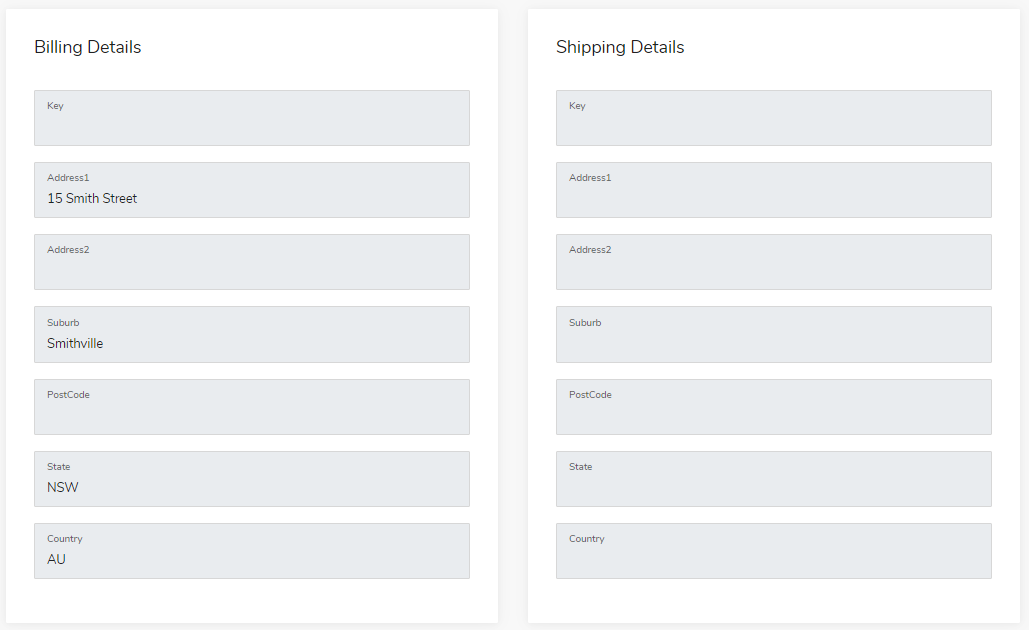 Billing Details
Key
Address1
15 Smith Street
Address2
Suburb
Smithville
PostCode
State
NSW
Country
AU
Shipping Details
Key
Address1
Address2
Suburb
PostCode
State
Country